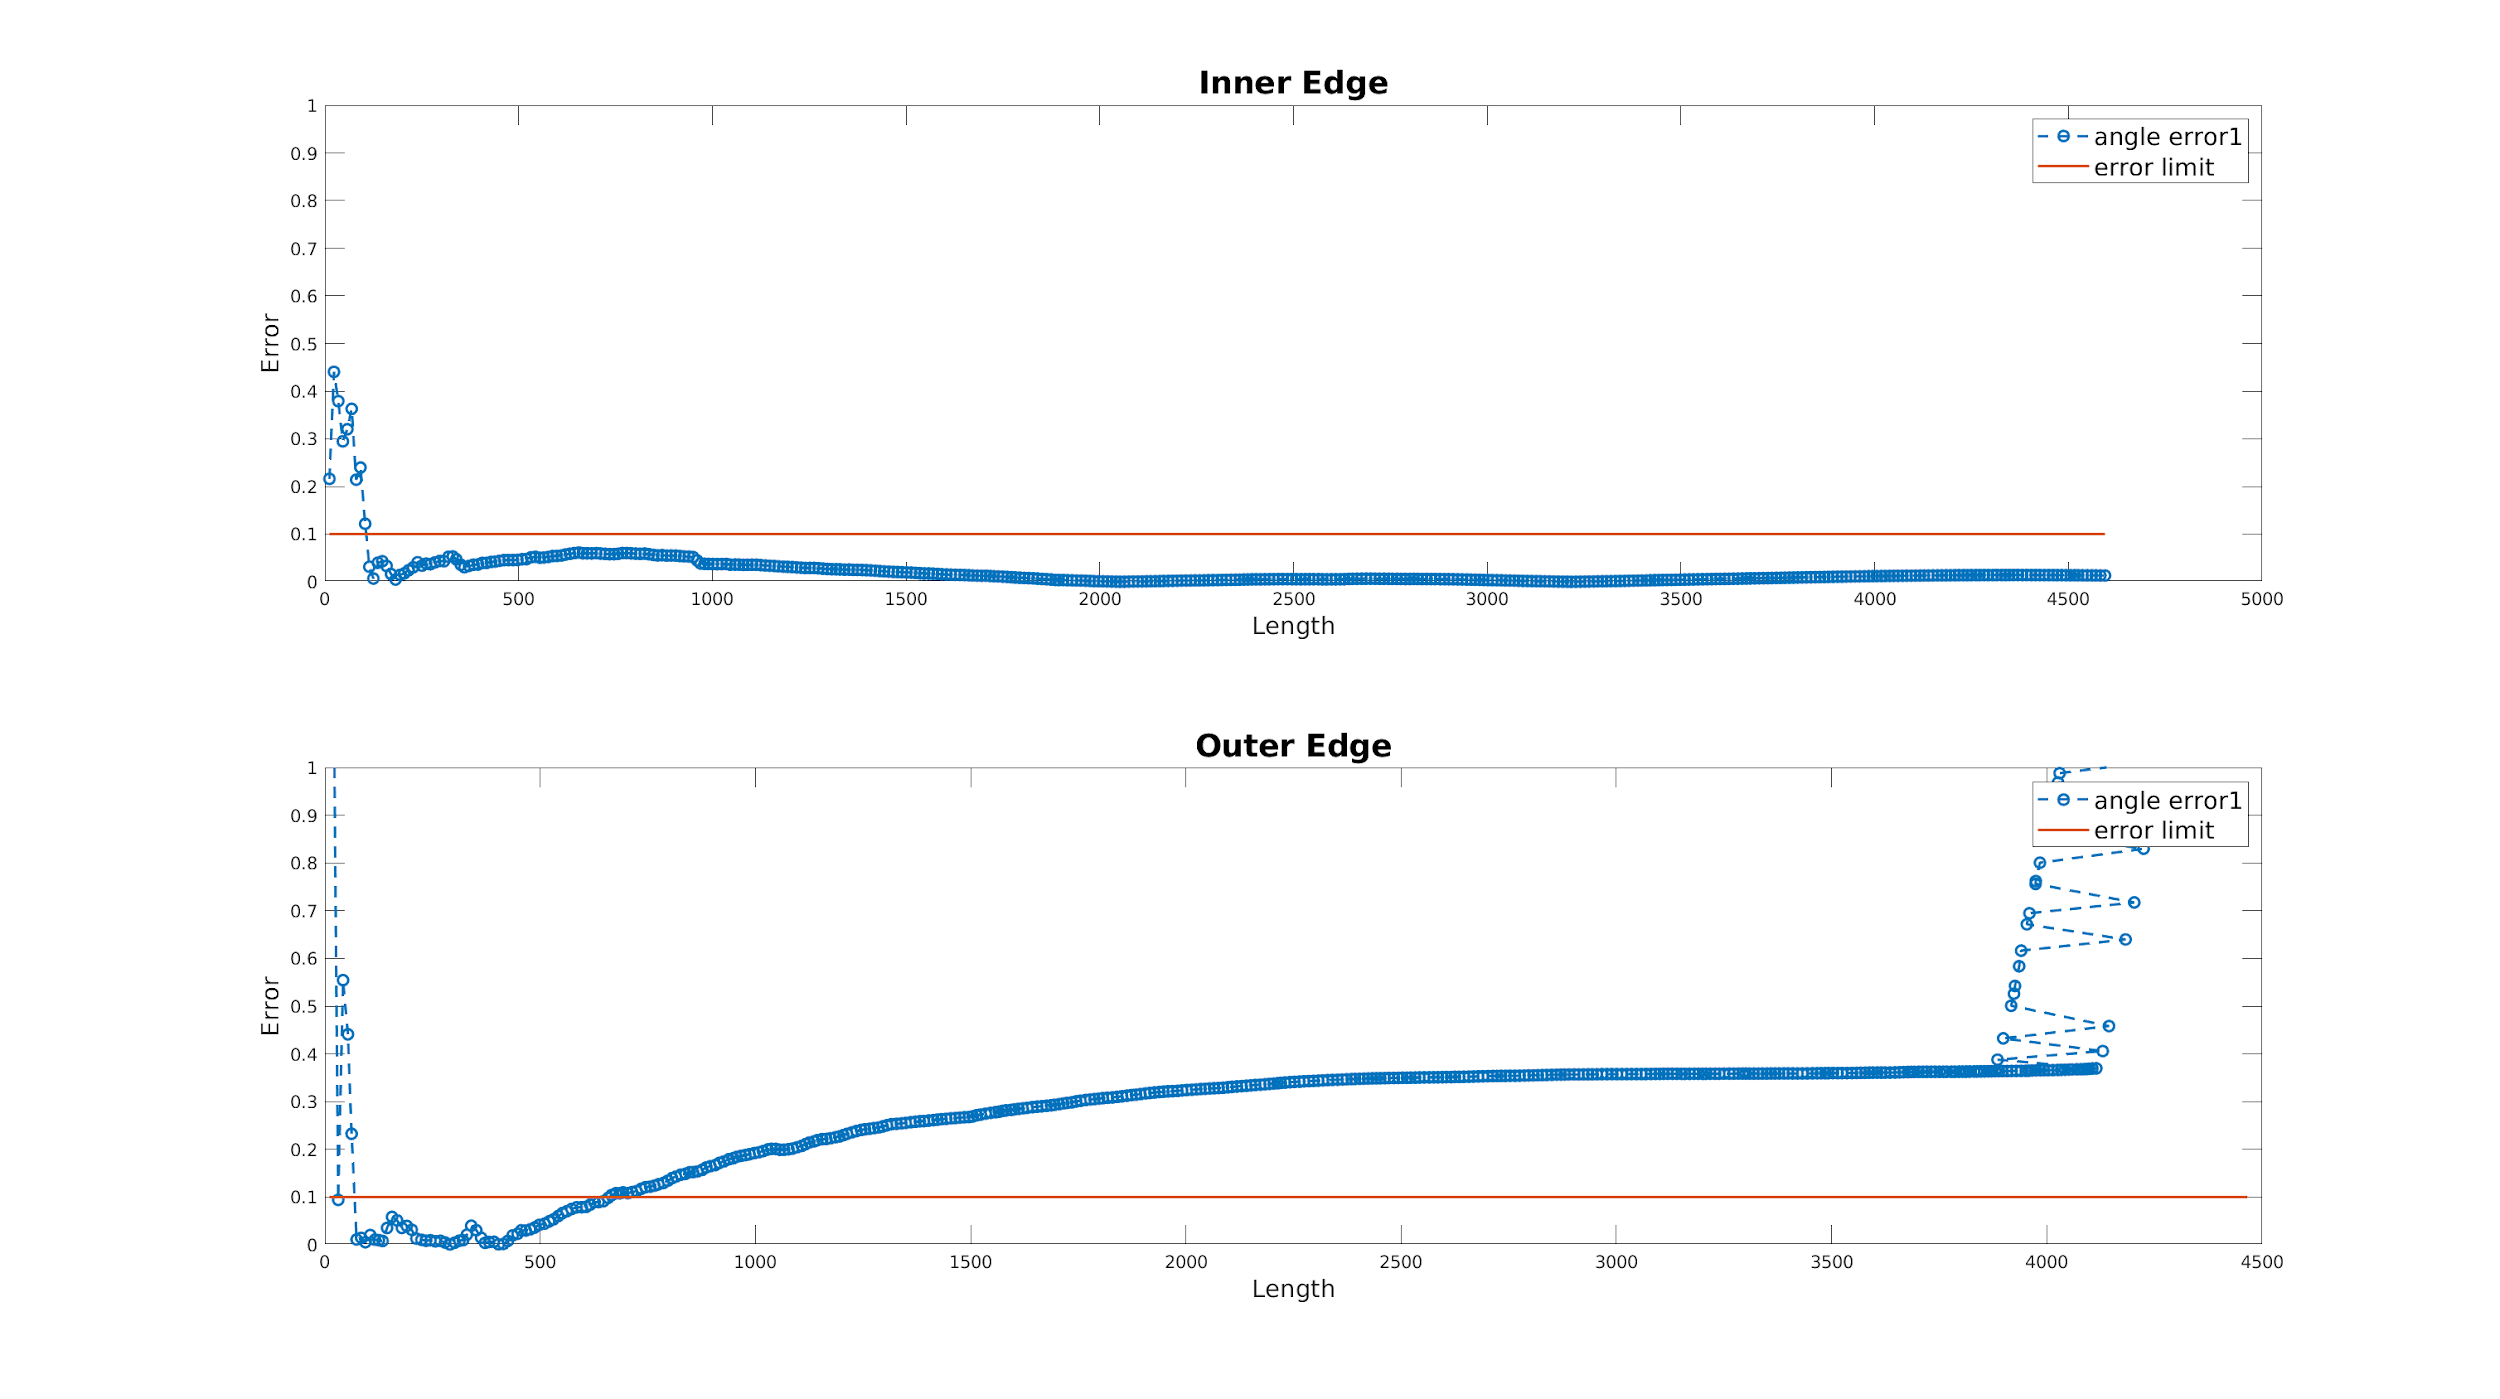 Inner Edge
1
0.9
0.8
0.7
0.6
0.5
0.4
0.3
0.2
0.1
0
Error
angle error1
error limit
0 500 1000 1500 2000 2500 3000 3500 4000 4500 5000
Length
Outer Edge
1
0.9
0.8
0.7
0.6
0.5
0.4
0.3
0.2
0.1
0
Error
angle error1
error limit
0 500 1000 1500 2000 2500 3000 3500 4000 4500
Length